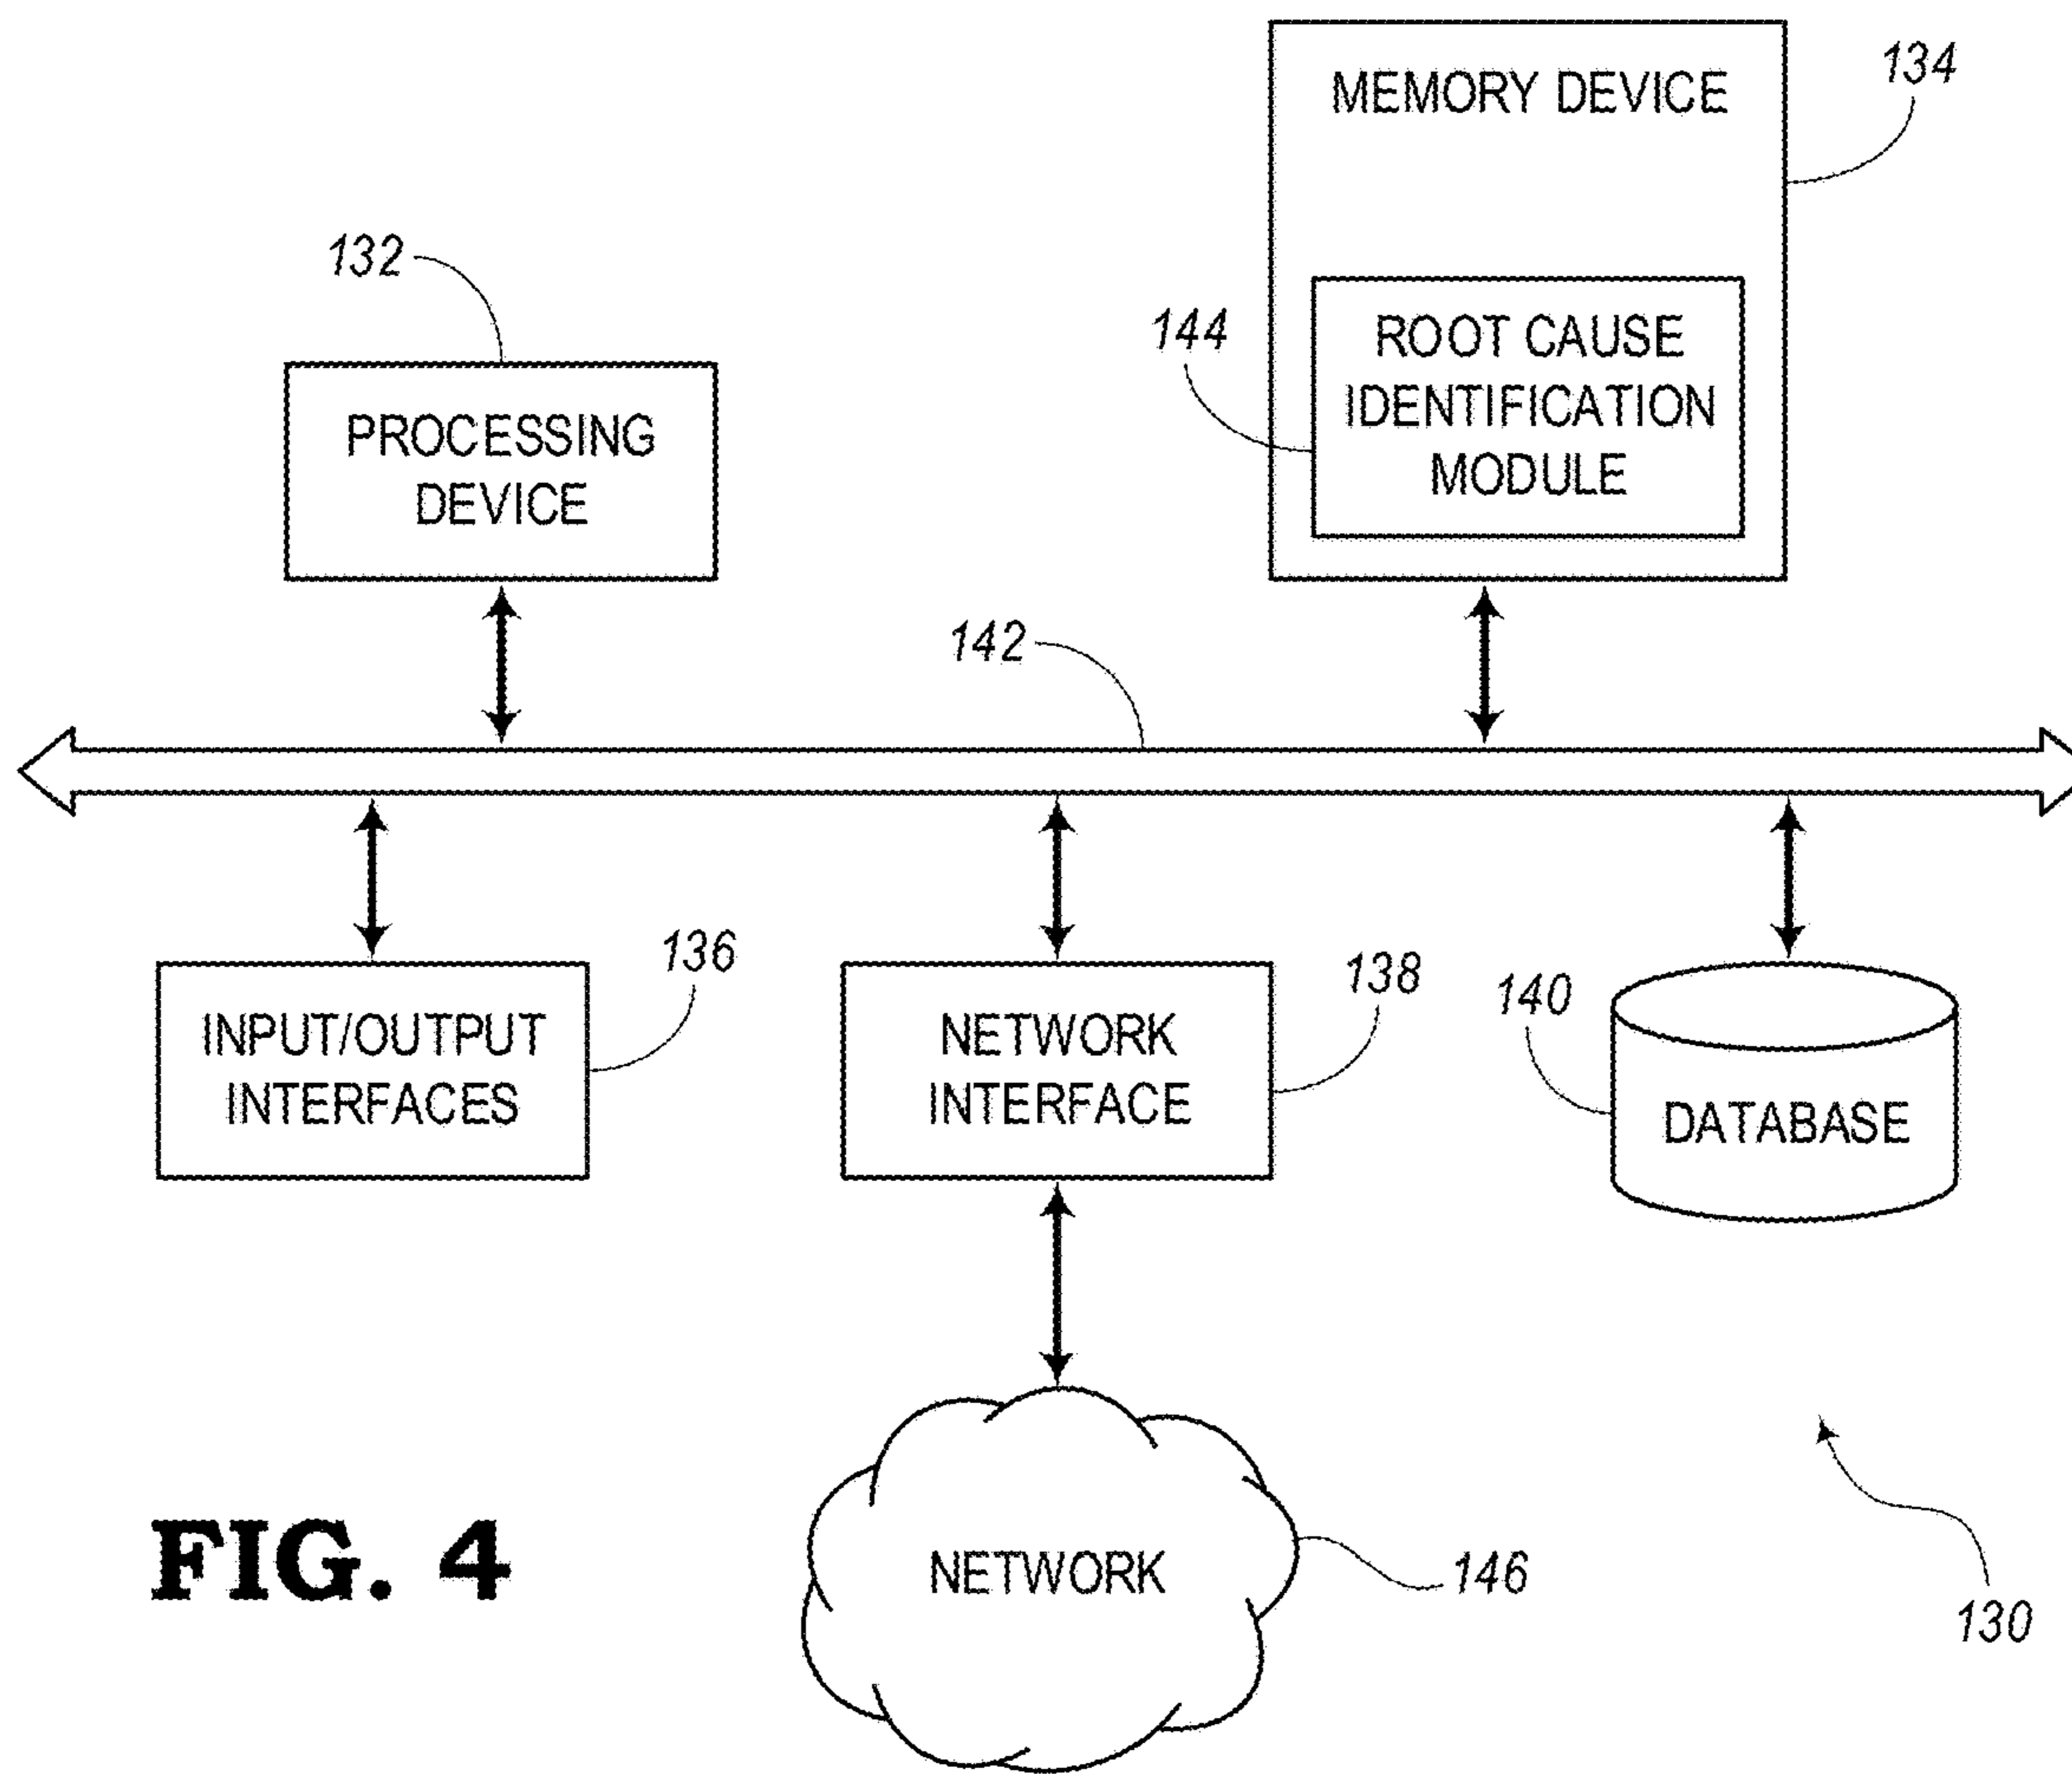 MEMORY DEVICE
134
132
144
ROOT CAUSE
IDENTIFICATION
MODULE
PROCESSING
DEVICE
142
136
138
140
INPUT/OUTPUT
INTERFACES
NETWORK
INTERFACE
DATABASE
NETWORK
146
130
FIG. 4